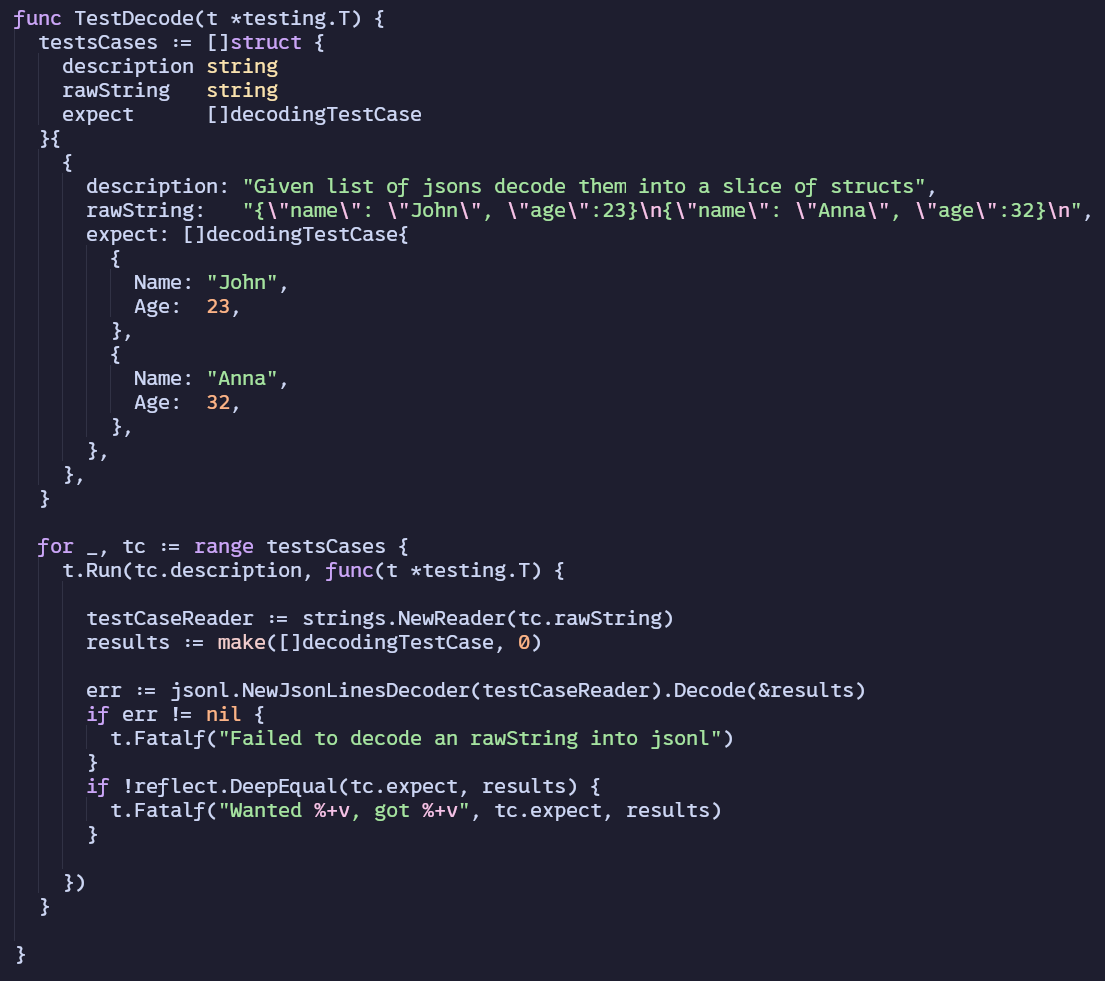 func TestDecode(t *testing.T) {
  testsCases := []struct {
    description string
    rawString   string
    expect      []decodingTestCase
  }{
    {
      description: "Given list of jsons decode them into a slice of structs",
      rawString:   "{\"name\": \"John\", \"age\":23}\n{\"name\": \"Anna\", \"age\":32}\n",
      expect: []decodingTestCase{
        {
          Name: "John",
          Age:  23,
        },
        {
          Name: "Anna",
          Age:  32,
        },
      },
    },
  }

  for _, tc := range testsCases {
    t.Run(tc.description, func(t *testing.T) {

      testCaseReader := strings.NewReader(tc.rawString)
      results := make([]decodingTestCase, 0)

      err := jsonl.NewJsonLinesDecoder(testCaseReader).Decode(&results)
      if err != nil {
        t.Fatalf("Failed to decode an rawString into jsonl")
      }
      if !reflect.DeepEqual(tc.expect, results) {
        t.Fatalf("Wanted %+v, got %+v", tc.expect, results)
      }

    })
  }

}